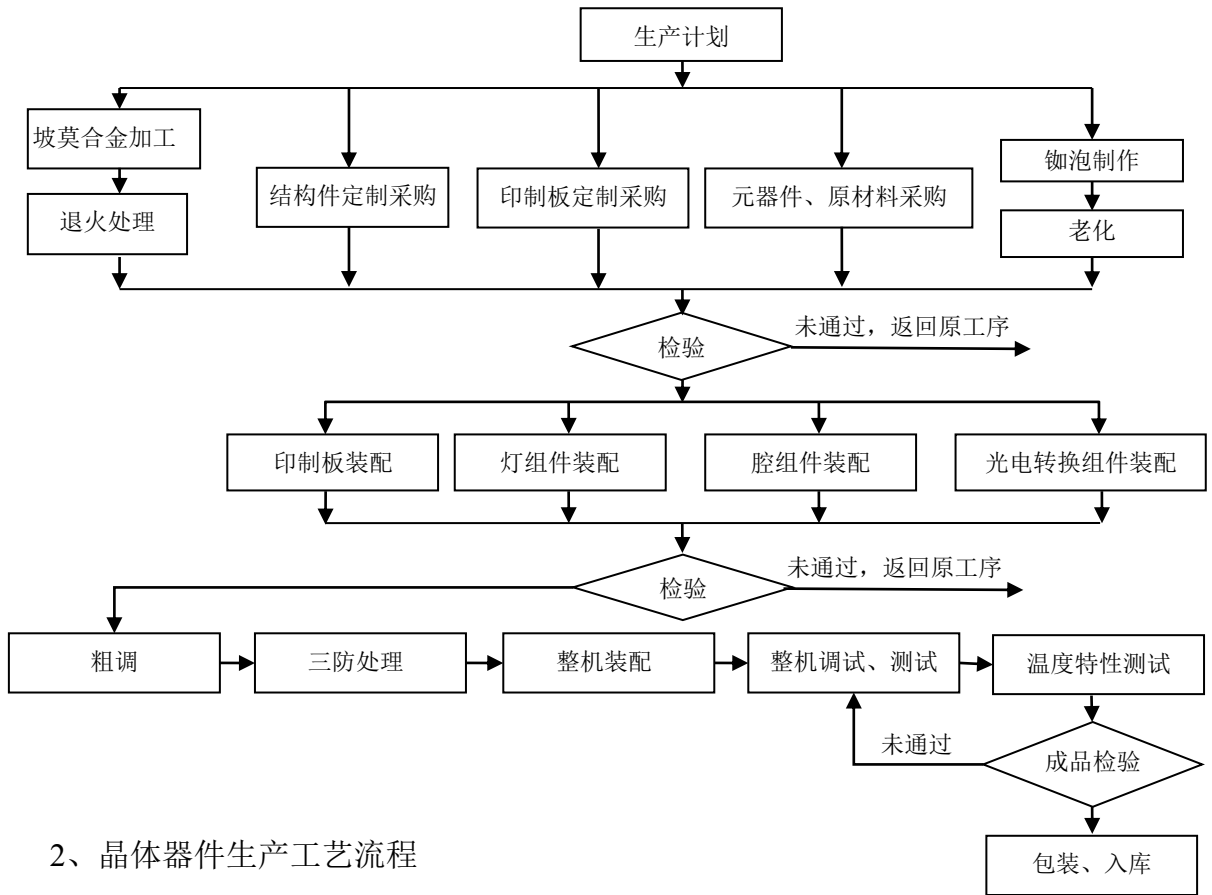 生产计划
坡莫合金加工
铷泡制作
结构件定制采购
印制板定制采购
元器件、原材料采购
退火处理
老化
未通过，返回原工序
检验
印制板装配
灯组件装配
腔组件装配
光电转换组件装配
未通过，返回原工序
检验
粗调
三防处理
整机装配
整机调试、测试
温度特性测试
未通过
成品检验
2、晶体器件生产工艺流程
包装、入库